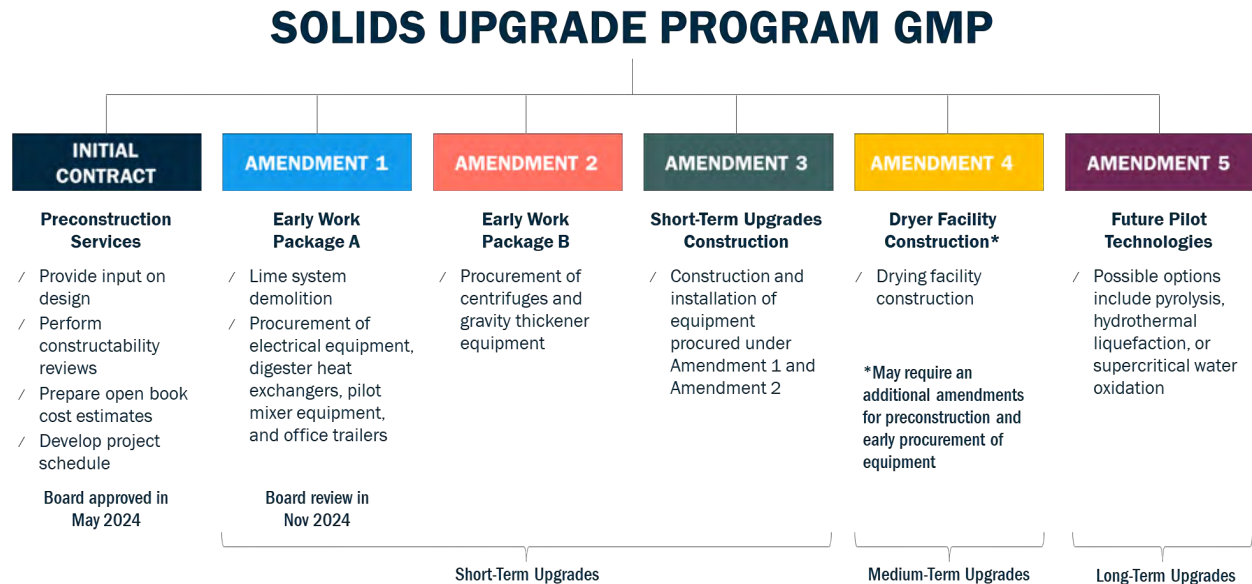 SOLIDS UPGRADE PROGRAM GMP
INITIAL
CONTRACT
Preconstruction
Services
/ Provide input on
design
/ Perform
constructability
reviews
/ Prepare open book
cost estimates
/ Develop project
schedule
Board approved in
May 2024
AMENDMENT 1
Early Work
Package A
/ Lime system
demolition
/ Procurement of
electrical equipment,
digester heat
exchangers, pilot
mixer equipment,
and office trailers
Board review in
Nov 2024
AMENDMENT 2
Early Work
Package B
/ Procurement of
centrifuges and
gravity thickener
equipment
AMENDMENT 3
Short-Term Upgrades
Construction
/ Construction and
installation of
equipment
procured under
Amendment 1 and
Amendment 2
Short-Term Upgrades
AMENDMENT 4
Dryer Facility
Construction*
/ Drying facility
construction
*May require an
additional amendments
for preconstruction and
early procurement of
equipment
Medium-Term Upgrades
AMENDMENT 5
Future Pilot
Technologies
/ Possible options
include pyrolysis,
hydrothermal
liquefaction, or
supercritical water
oxidation
Long-Term Upgrades